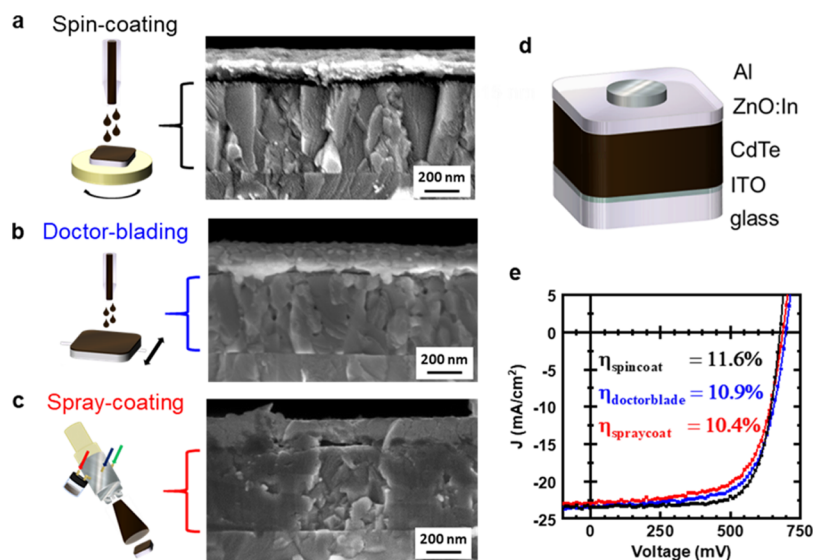 a
Spin-coating
200 nm
b
Doctor-blading
200 nm
c
Spray-coating
200 nm
d
Al
ZnO:In
CdTe
ITO
glass
e
5
0
-5
-10
-15
-20
-25
J (mA/cm²)
ηspincoat = 11.6%
ηdoctorblade = 10.9%
ηspraycoat = 10.4%
0 250 500 750
Voltage (mV)